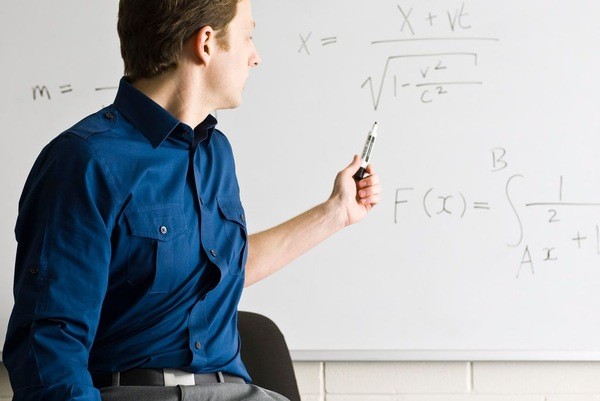 m =
x = X + vt
√1 - v²
c²
F(x) = ∫ B 1
2
A x + 1